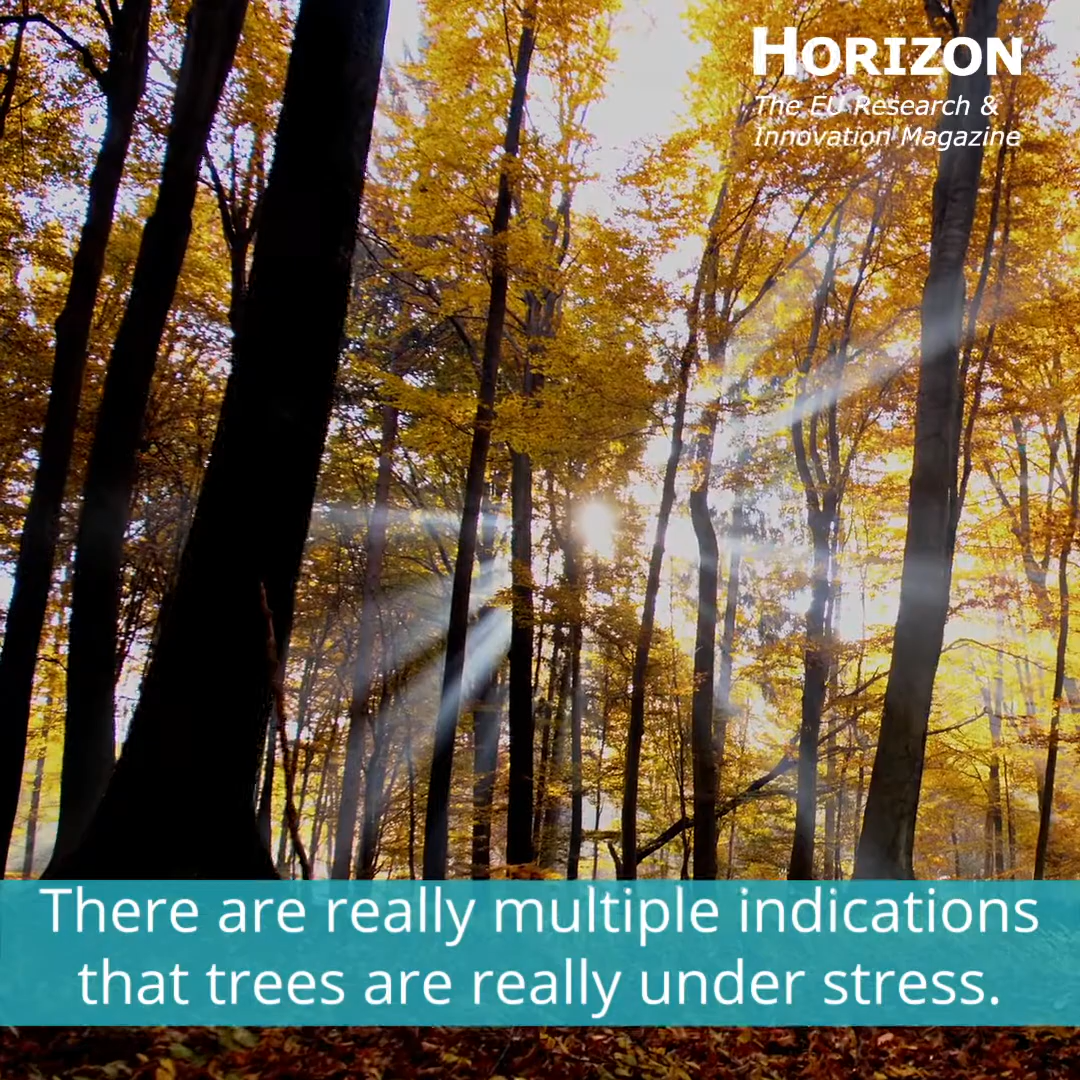 HORIZON
The EU Research &
Innovation Magazine
There are really multiple indications
that trees are really under stress.